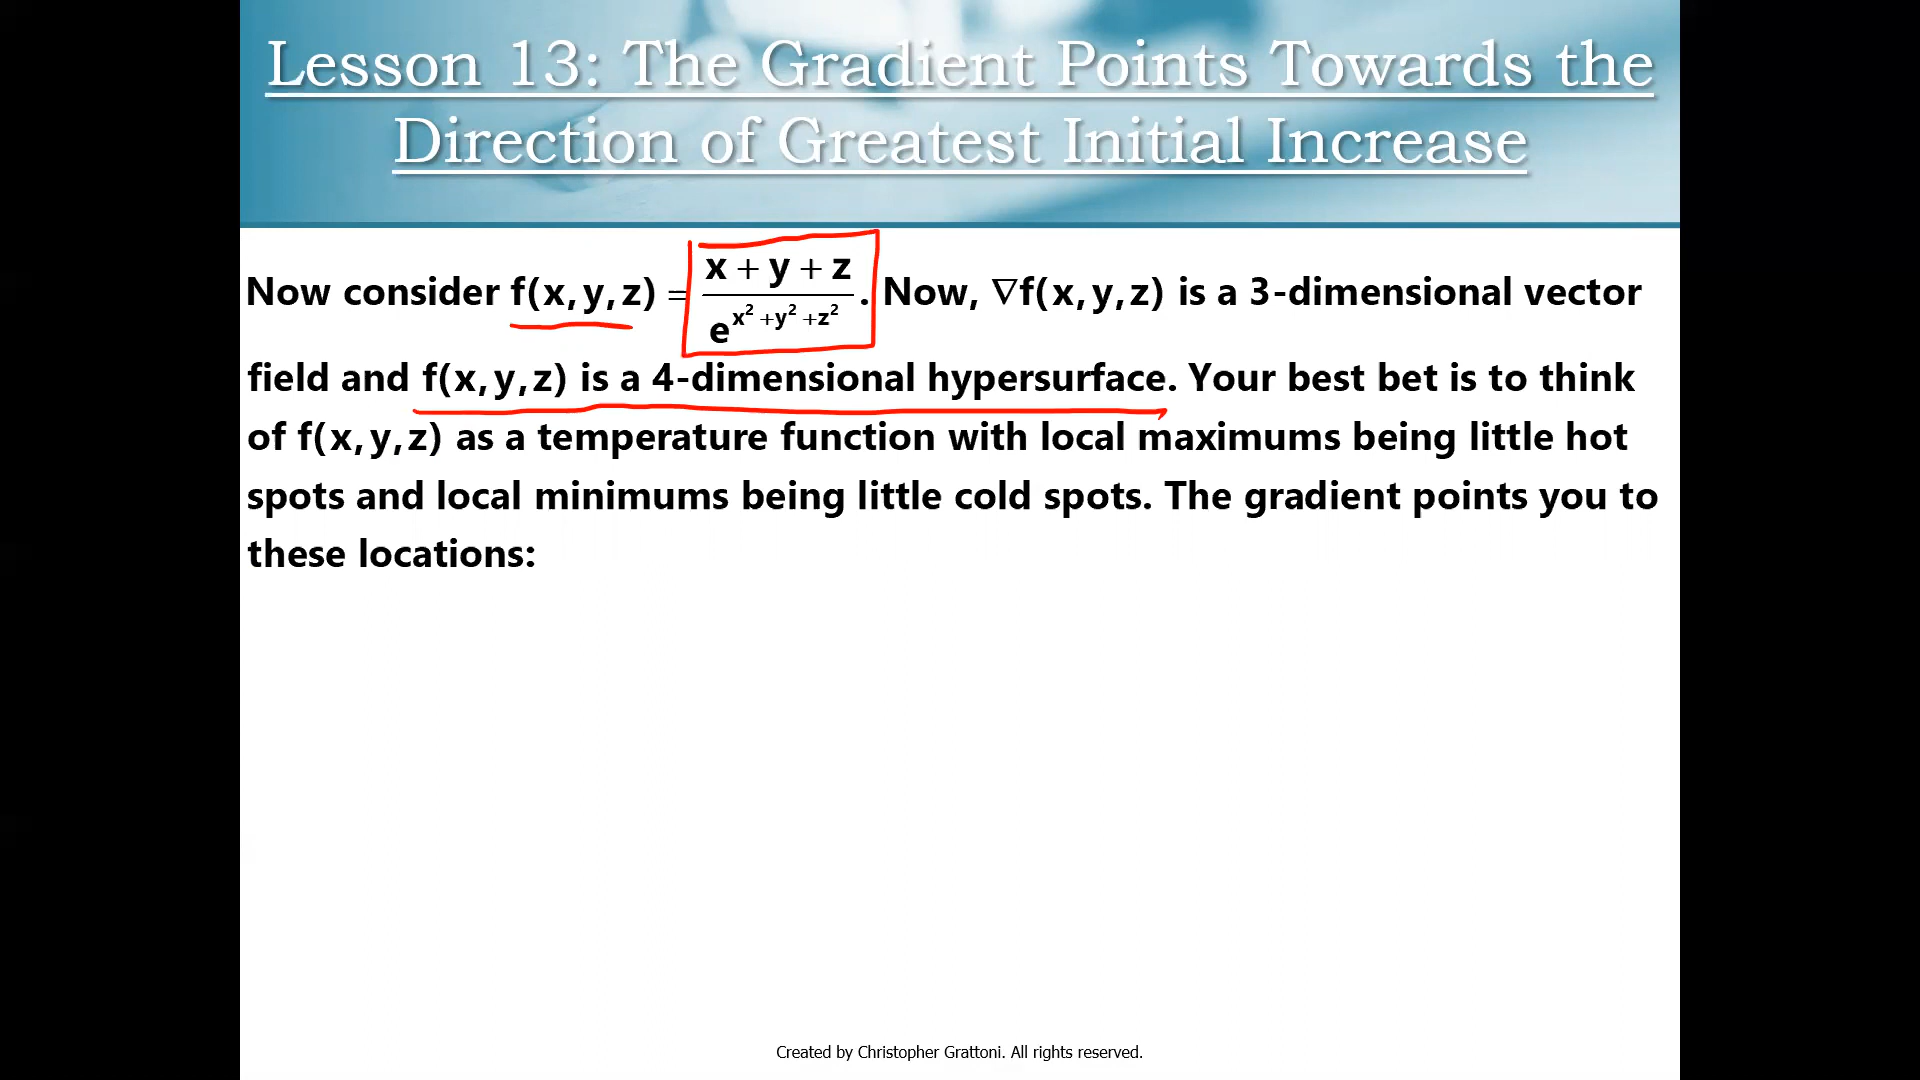 Lesson 13: The Gradient Points Towards the
Direction of Greatest Initial Increase
Now consider f(x,y,z) = (x + y + z)/(e^(x² + y² + z²)). Now, ∇f(x,y,z) is a 3-dimensional vector
field and f(x,y,z) is a 4-dimensional hypersurface. Your best bet is to think
of f(x,y,z) as a temperature function with local maximums being little hot
spots and local minimums being little cold spots. The gradient points you to
these locations:
Created by Christopher Grattoni. All rights reserved.